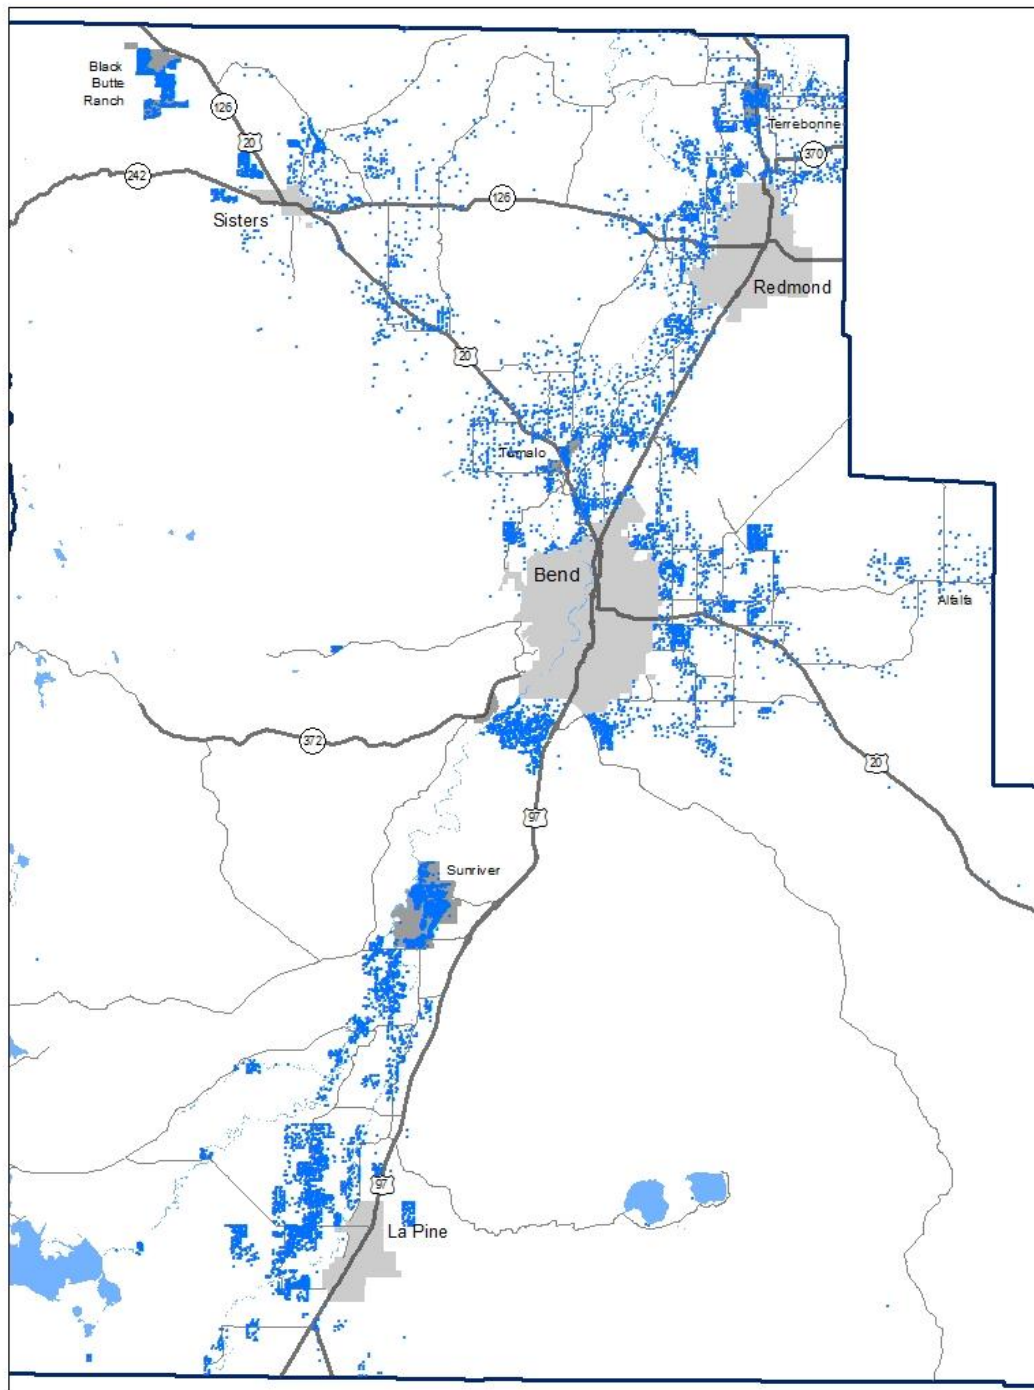 Black
Butte
Ranch
126
20
242
Sisters
126
Terrebonne
370
Redmond
20
Tumalo
Bend
Alfalfa
372
20
97
Sunriver
97
La Pine